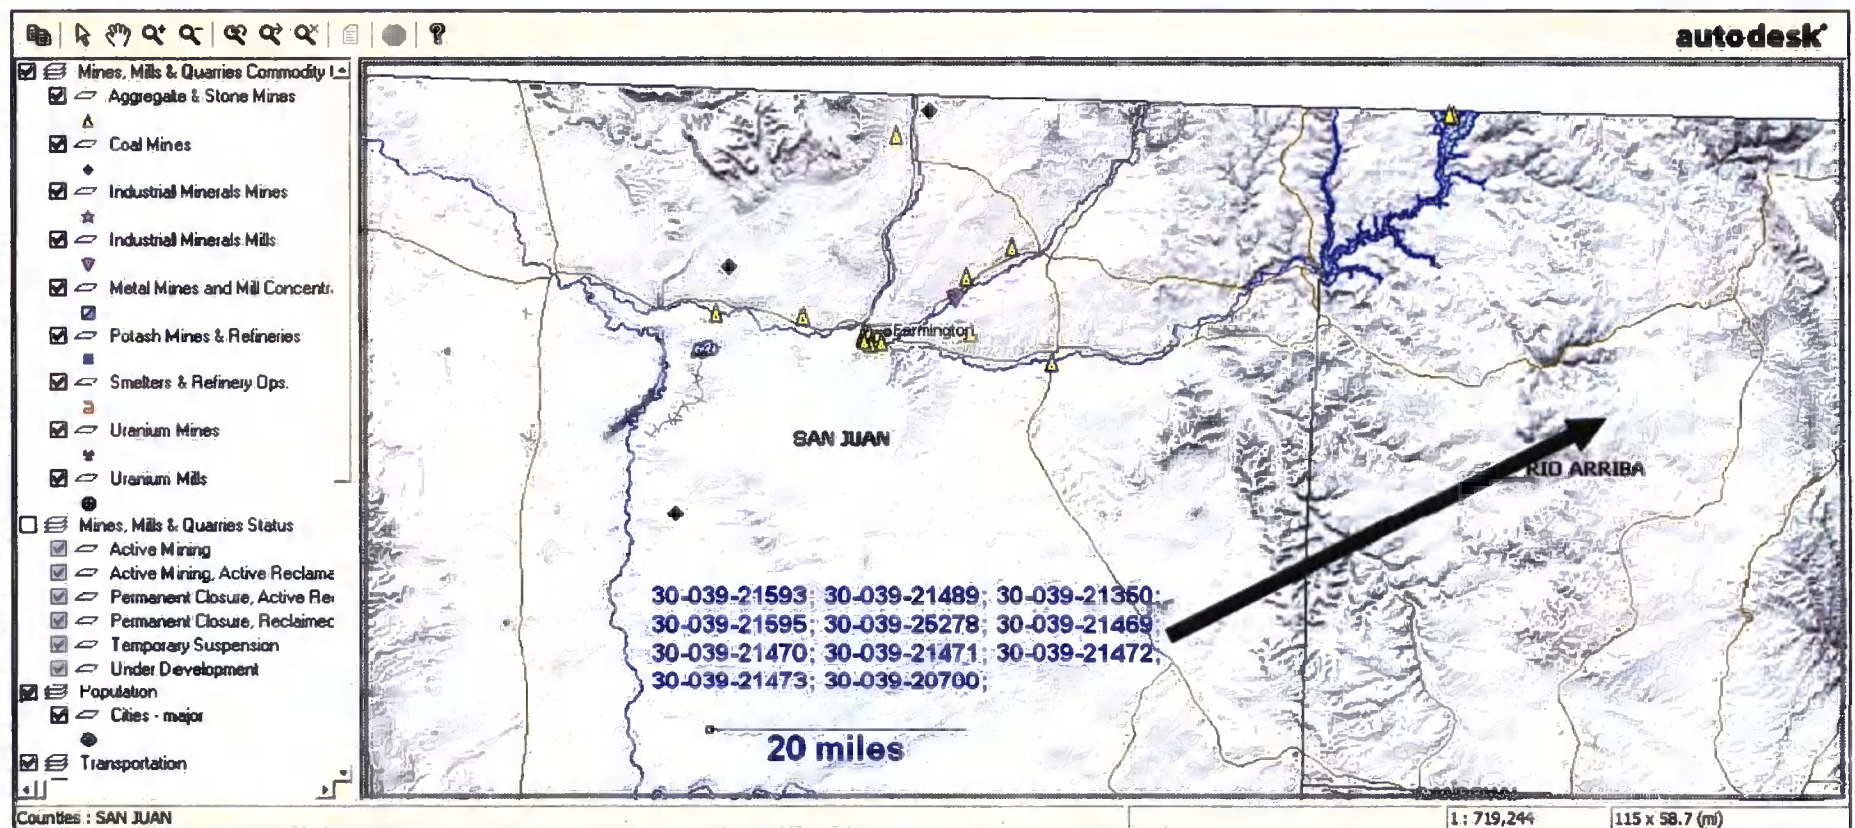 autodesk
Mines, Mills & Quarries Commodity
Aggregate & Stone Mines
Coal Mines
Industrial Minerals Mines
Industrial Minerals Mills
Metal Mines and Mill Concentr
Potash Mines & Refineries
Smelters & Refinery Ops.
Uranium Mines
Uranium Mills
Mines, Mills & Quarries Status
Active Mining
Active Mining, Active Reclama
Permanent Closure, Active Re
Permanent Closure, Reclaimed
Temporary Suspension
Under Development
Population
Cities - major
Transportation
Farmington
SAN JUAN
RIO ARRIBA
30-039-21593; 30-039-21489; 30-039-21350;
30-039-21595; 30-039-25278; 30-039-21469
30-039-21470; 30-039-21471; 30-039-21472;
30-039-21473; 30-039-20700;
20 miles
Counties : SAN JUAN
1 : 719,244
115 x 58.7 (mi)